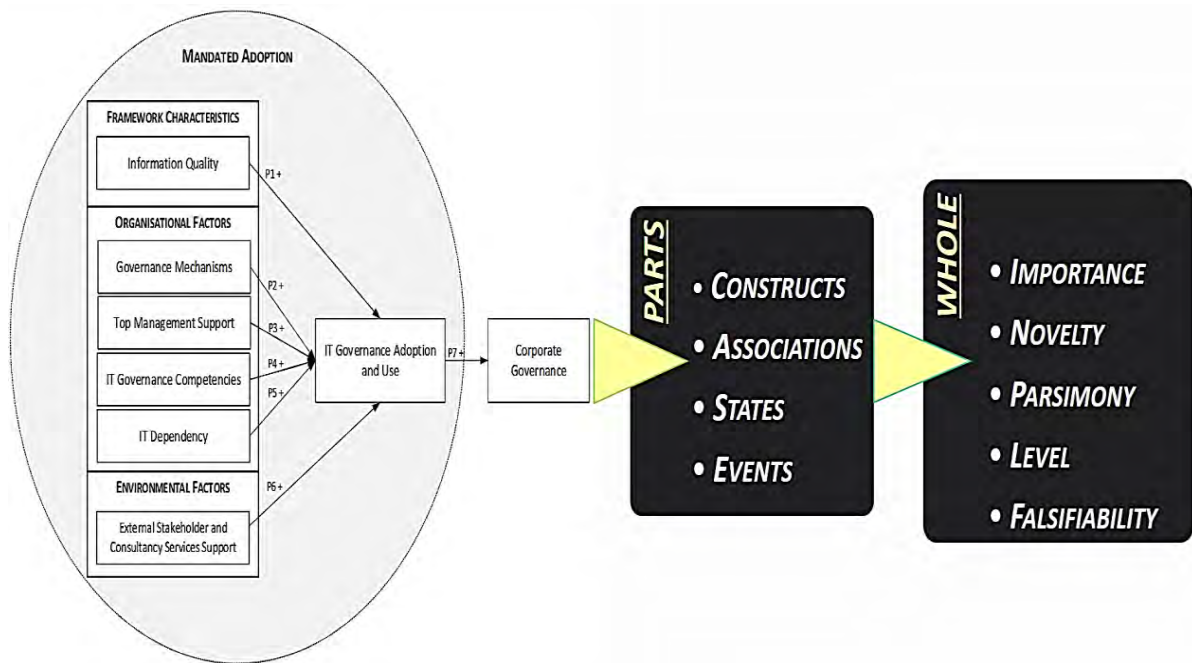 MANDATED ADOPTION
FRAMEWORK CHARACTERISTICS
Information Quality
P1 +
ORGANISATIONAL FACTORS
Governance Mechanisms
P2 +
Top Management Support
P3 +
IT Governance Competencies
P4 +
P5 +
IT Dependency
ENVIRONMENTAL FACTORS
P6 +
External Stakeholder and
Consultancy Services Support
IT Governance Adoption
and Use
P7 +
Corporate
Governance
PARTS
• CONSTRUCTS
• ASSOCIATIONS
• STATES
• EVENTS
WHOLE
• IMPORTANCE
• NOVELTY
• PARSIMONY
• LEVEL
• FALSIFIABILITY